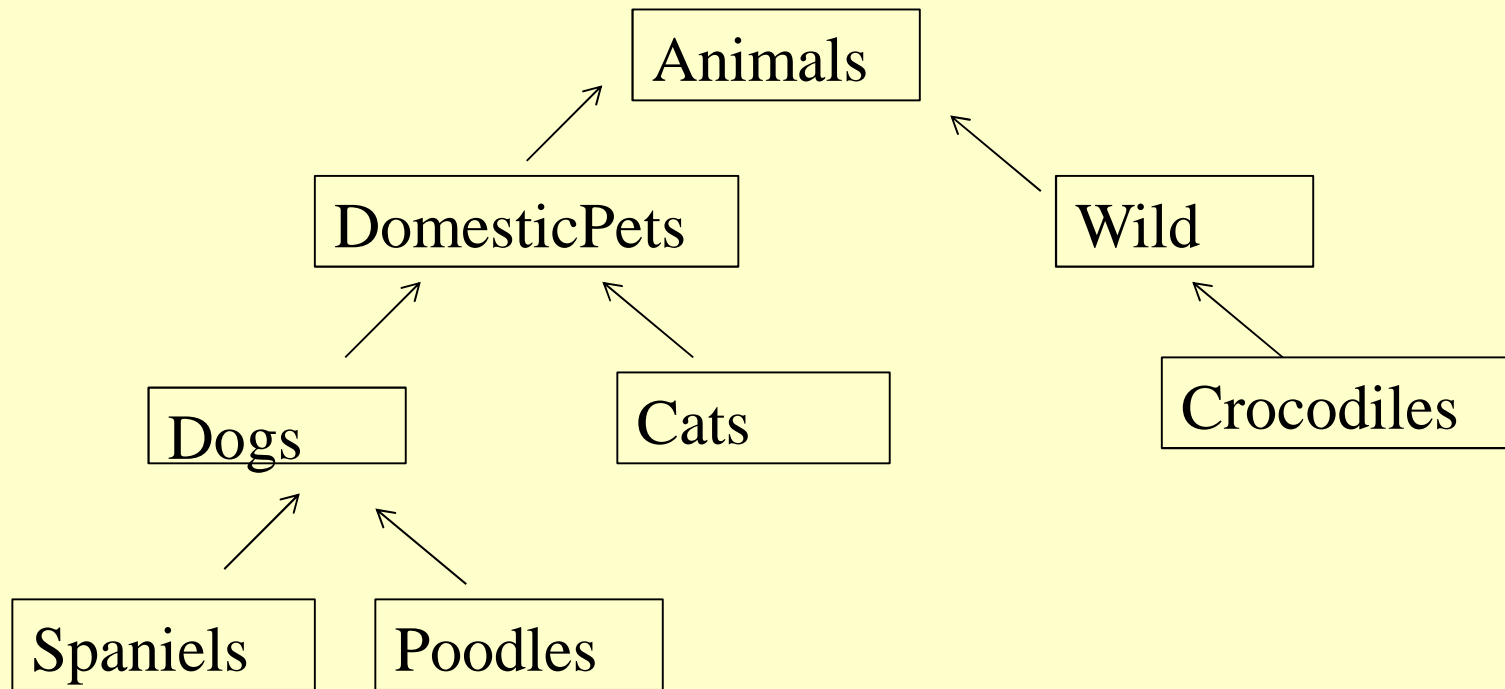 Animals
DomesticPets
Wild
Dogs
Cats
Crocodiles
Spaniels
Poodles